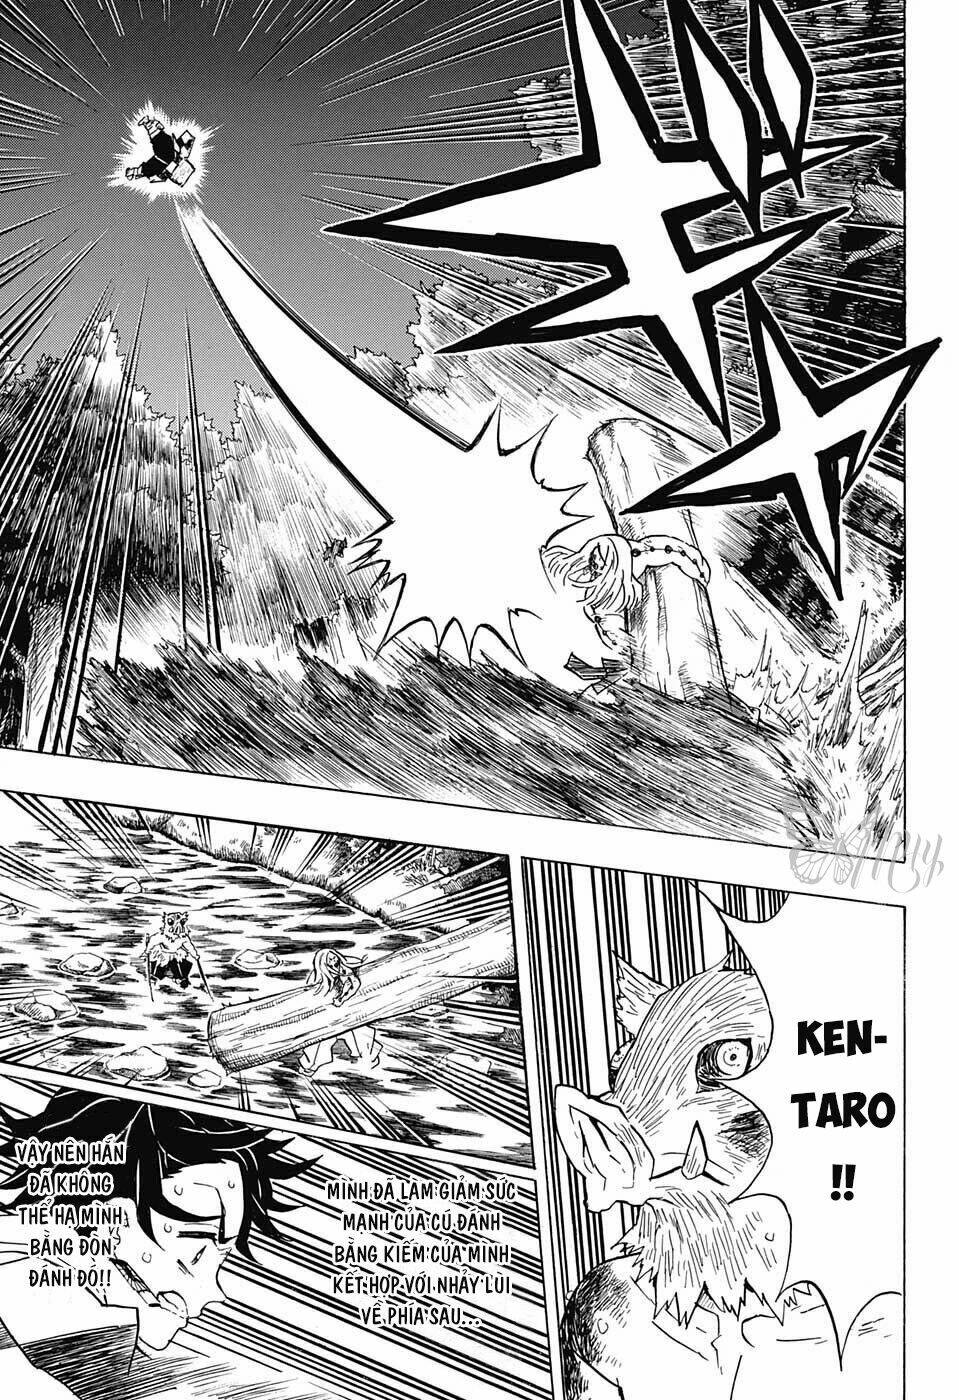 KEN-
TARO
!!
MÌNH ĐÃ LÀM GIẢM SỨC
MẠNH CỦA CÚ ĐÁNH
BẰNG KIẾM CỦA MÌNH
KẾT HỢP VỚI NHẢY LÙI
VỀ PHÍA SAU...
VẬY NÊN HẮN
ĐÃ KHÔNG
THỂ HẠ MÌNH
BẰNG ĐÒN
ĐÁNH ĐÓ!!